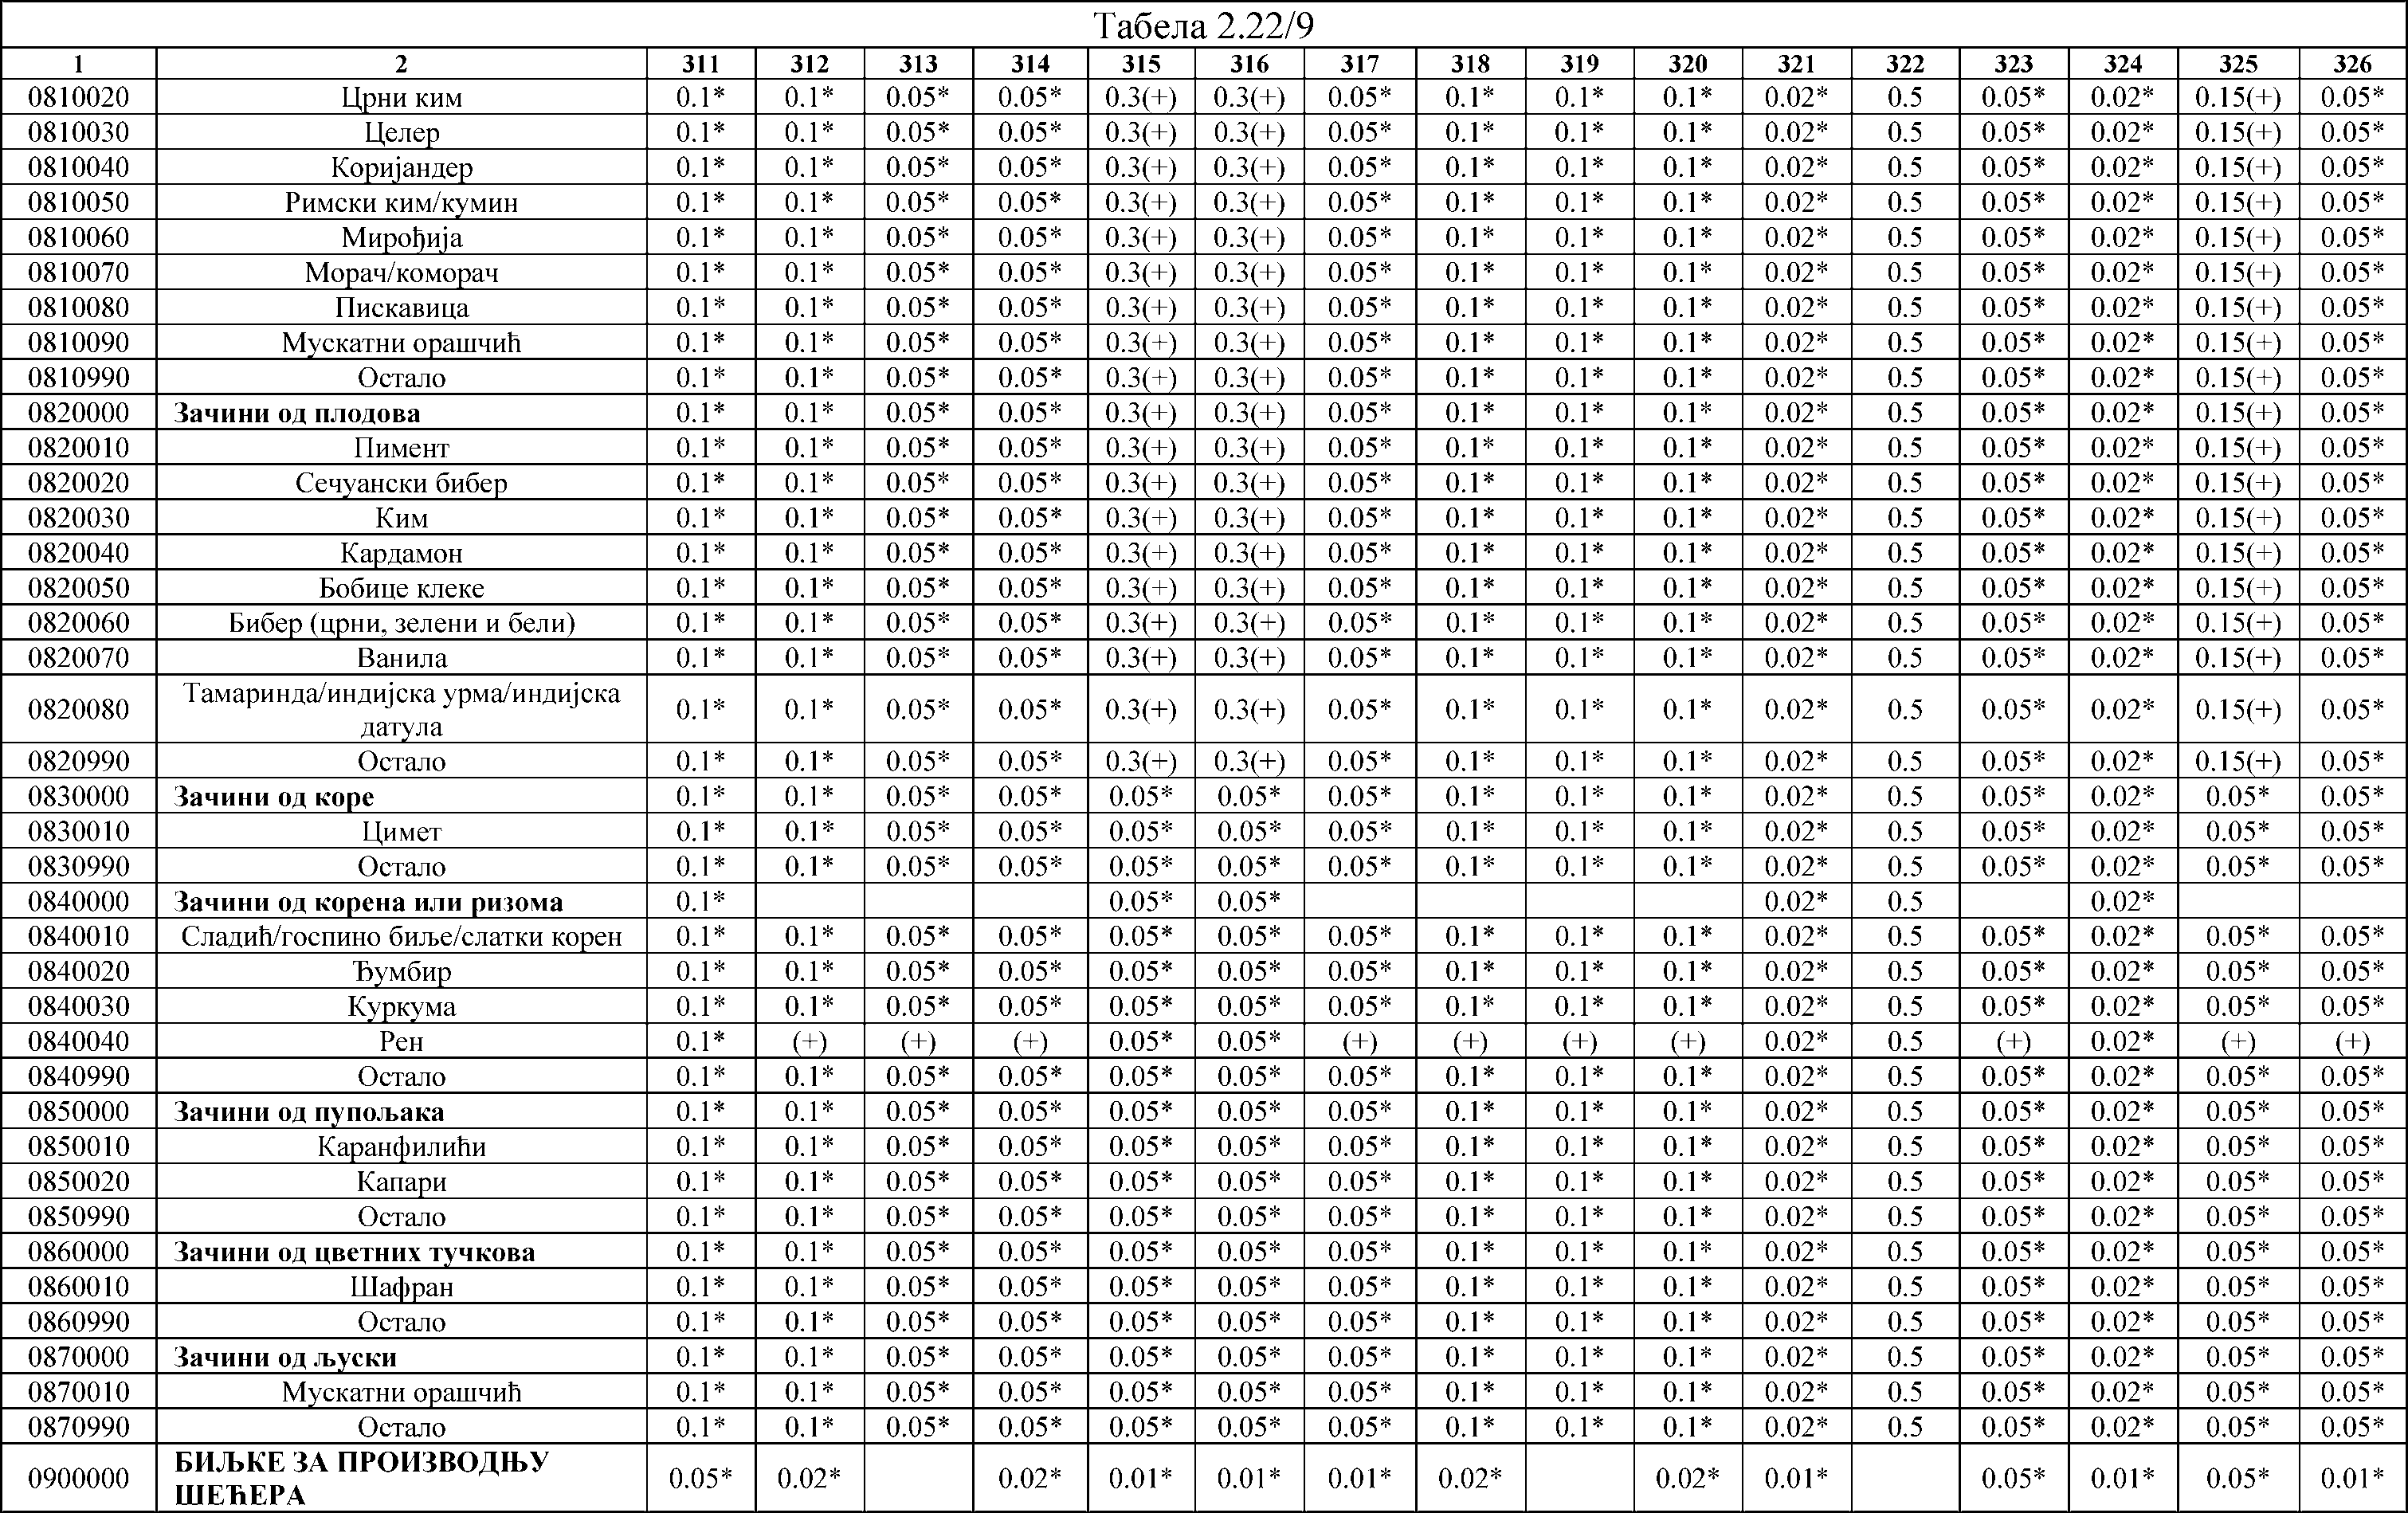 Табела 2.22/9
1 2 311 312 313 314 315 316 317 318 319 320 321 322 323 324 325 326
0810020 Црни ким 0.1* 0.1* 0.05* 0.05* 0.3(+) 0.3(+) 0.05* 0.1* 0.1* 0.1* 0.02* 0.5 0.05* 0.02* 0.15(+) 0.05*
0810030 Целер 0.1* 0.1* 0.05* 0.05* 0.3(+) 0.3(+) 0.05* 0.1* 0.1* 0.1* 0.02* 0.5 0.05* 0.02* 0.15(+) 0.05*
0810040 Коријандер 0.1* 0.1* 0.05* 0.05* 0.3(+) 0.3(+) 0.05* 0.1* 0.1* 0.1* 0.02* 0.5 0.05* 0.02* 0.15(+) 0.05*
0810050 Римски ким/кумин 0.1* 0.1* 0.05* 0.05* 0.3(+) 0.3(+) 0.05* 0.1* 0.1* 0.1* 0.02* 0.5 0.05* 0.02* 0.15(+) 0.05*
0810060 Мирођија 0.1* 0.1* 0.05* 0.05* 0.3(+) 0.3(+) 0.05* 0.1* 0.1* 0.1* 0.02* 0.5 0.05* 0.02* 0.15(+) 0.05*
0810070 Морач/коморач 0.1* 0.1* 0.05* 0.05* 0.3(+) 0.3(+) 0.05* 0.1* 0.1* 0.1* 0.02* 0.5 0.05* 0.02* 0.15(+) 0.05*
0810080 Пискавица 0.1* 0.1* 0.05* 0.05* 0.3(+) 0.3(+) 0.05* 0.1* 0.1* 0.1* 0.02* 0.5 0.05* 0.02* 0.15(+) 0.05*
0810090 Мускатни орашчић 0.1* 0.1* 0.05* 0.05* 0.3(+) 0.3(+) 0.05* 0.1* 0.1* 0.1* 0.02* 0.5 0.05* 0.02* 0.15(+) 0.05*
0810990 Остало 0.1* 0.1* 0.05* 0.05* 0.3(+) 0.3(+) 0.05* 0.1* 0.1* 0.1* 0.02* 0.5 0.05* 0.02* 0.15(+) 0.05*
0820000 Зачини од плодова 0.1* 0.1* 0.05* 0.05* 0.3(+) 0.3(+) 0.05* 0.1* 0.1* 0.1* 0.02* 0.5 0.05* 0.02* 0.15(+) 0.05*
0820010 Пимент 0.1* 0.1* 0.05* 0.05* 0.3(+) 0.3(+) 0.05* 0.1* 0.1* 0.1* 0.02* 0.5 0.05* 0.02* 0.15(+) 0.05*
0820020 Сечуански бибер 0.1* 0.1* 0.05* 0.05* 0.3(+) 0.3(+) 0.05* 0.1* 0.1* 0.1* 0.02* 0.5 0.05* 0.02* 0.15(+) 0.05*
0820030 Ким 0.1* 0.1* 0.05* 0.05* 0.3(+) 0.3(+) 0.05* 0.1* 0.1* 0.1* 0.02* 0.5 0.05* 0.02* 0.15(+) 0.05*
0820040 Кардамон 0.1* 0.1* 0.05* 0.05* 0.3(+) 0.3(+) 0.05* 0.1* 0.1* 0.1* 0.02* 0.5 0.05* 0.02* 0.15(+) 0.05*
0820050 Бобице клеке 0.1* 0.1* 0.05* 0.05* 0.3(+) 0.3(+) 0.05* 0.1* 0.1* 0.1* 0.02* 0.5 0.05* 0.02* 0.15(+) 0.05*
0820060 Бибер (црни, зелени и бели) 0.1* 0.1* 0.05* 0.05* 0.3(+) 0.3(+) 0.05* 0.1* 0.1* 0.1* 0.02* 0.5 0.05* 0.02* 0.15(+) 0.05*
0820070 Ванила 0.1* 0.1* 0.05* 0.05* 0.3(+) 0.3(+) 0.05* 0.1* 0.1* 0.1* 0.02* 0.5 0.05* 0.02* 0.15(+) 0.05*
Тамаринда/индијска урма/индијска
0820080 датула 0.1* 0.1* 0.05* 0.05* 0.3(+) 0.3(+) 0.05* 0.1* 0.1* 0.1* 0.02* 0.5 0.05* 0.02* 0.15(+) 0.05*
0820990 Остало 0.1* 0.1* 0.05* 0.05* 0.3(+) 0.3(+) 0.05* 0.1* 0.1* 0.1* 0.02* 0.5 0.05* 0.02* 0.15(+) 0.05*
0830000 Зачини од коре 0.1* 0.1* 0.05* 0.05* 0.05* 0.05* 0.05* 0.1* 0.1* 0.1* 0.02* 0.5 0.05* 0.02* 0.05* 0.05*
0830010 Цимет 0.1* 0.1* 0.05* 0.05* 0.05* 0.05* 0.05* 0.1* 0.1* 0.1* 0.02* 0.5 0.05* 0.02* 0.05* 0.05*
0830990 Остало 0.1* 0.1* 0.05* 0.05* 0.05* 0.05* 0.05* 0.1* 0.1* 0.1* 0.02* 0.5 0.05* 0.02* 0.05* 0.05*
0840000 Зачини од корена или ризома 0.1* 0.05* 0.05* 0.02* 0.5 0.02*
0840010 Сладић/госпино биље/слатки корен 0.1* 0.1* 0.05* 0.05* 0.05* 0.05* 0.05* 0.1* 0.1* 0.1* 0.02* 0.5 0.05* 0.02* 0.05* 0.05*
0840020 Ђумбир 0.1* 0.1* 0.05* 0.05* 0.05* 0.05* 0.05* 0.1* 0.1* 0.1* 0.02* 0.5 0.05* 0.02* 0.05* 0.05*
0840030 Куркума 0.1* 0.1* 0.05* 0.05* 0.05* 0.05* 0.05* 0.1* 0.1* 0.1* 0.02* 0.5 0.05* 0.02* 0.05* 0.05*
0840040 Рен 0.1* (+) (+) (+) 0.05* 0.05* (+) (+) (+) (+) 0.02* 0.5 (+) 0.02* (+) (+)
0840990 Остало 0.1* 0.1* 0.05* 0.05* 0.05* 0.05* 0.05* 0.1* 0.1* 0.1* 0.02* 0.5 0.05* 0.02* 0.05* 0.05*
0850000 Зачини од пупољака 0.1* 0.1* 0.05* 0.05* 0.05* 0.05* 0.05* 0.1* 0.1* 0.1* 0.02* 0.5 0.05* 0.02* 0.05* 0.05*
0850010 Каранфилићи 0.1* 0.1* 0.05* 0.05* 0.05* 0.05* 0.05* 0.1* 0.1* 0.1* 0.02* 0.5 0.05* 0.02* 0.05* 0.05*
0850020 Капари 0.1* 0.1* 0.05* 0.05* 0.05* 0.05* 0.05* 0.1* 0.1* 0.1* 0.02* 0.5 0.05* 0.02* 0.05* 0.05*
0850990 Остало 0.1* 0.1* 0.05* 0.05* 0.05* 0.05* 0.05* 0.1* 0.1* 0.1* 0.02* 0.5 0.05* 0.02* 0.05* 0.05*
0860000 Зачини од цветних тучкова 0.1* 0.1* 0.05* 0.05* 0.05* 0.05* 0.05* 0.1* 0.1* 0.1* 0.02* 0.5 0.05* 0.02* 0.05* 0.05*
0860010 Шафран 0.1* 0.1* 0.05* 0.05* 0.05* 0.05* 0.05* 0.1* 0.1* 0.1* 0.02* 0.5 0.05* 0.02* 0.05* 0.05*
0860990 Остало 0.1* 0.1* 0.05* 0.05* 0.05* 0.05* 0.05* 0.1* 0.1* 0.1* 0.02* 0.5 0.05* 0.02* 0.05* 0.05*
0870000 Зачини од љуски 0.1* 0.1* 0.05* 0.05* 0.05* 0.05* 0.05* 0.1* 0.1* 0.1* 0.02* 0.5 0.05* 0.02* 0.05* 0.05*
0870010 Мускатни орашчић 0.1* 0.1* 0.05* 0.05* 0.05* 0.05* 0.05* 0.1* 0.1* 0.1* 0.02* 0.5 0.05* 0.02* 0.05* 0.05*
0870990 Остало 0.1* 0.1* 0.05* 0.05* 0.05* 0.05* 0.05* 0.1* 0.1* 0.1* 0.02* 0.5 0.05* 0.02* 0.05* 0.05*
БИЉКЕ ЗА ПРОИЗВОДЊУ
0900000 ШЕЋЕРА 0.05* 0.02* 0.02* 0.01* 0.01* 0.01* 0.02* 0.02* 0.01* 0.05* 0.01* 0.05* 0.01*